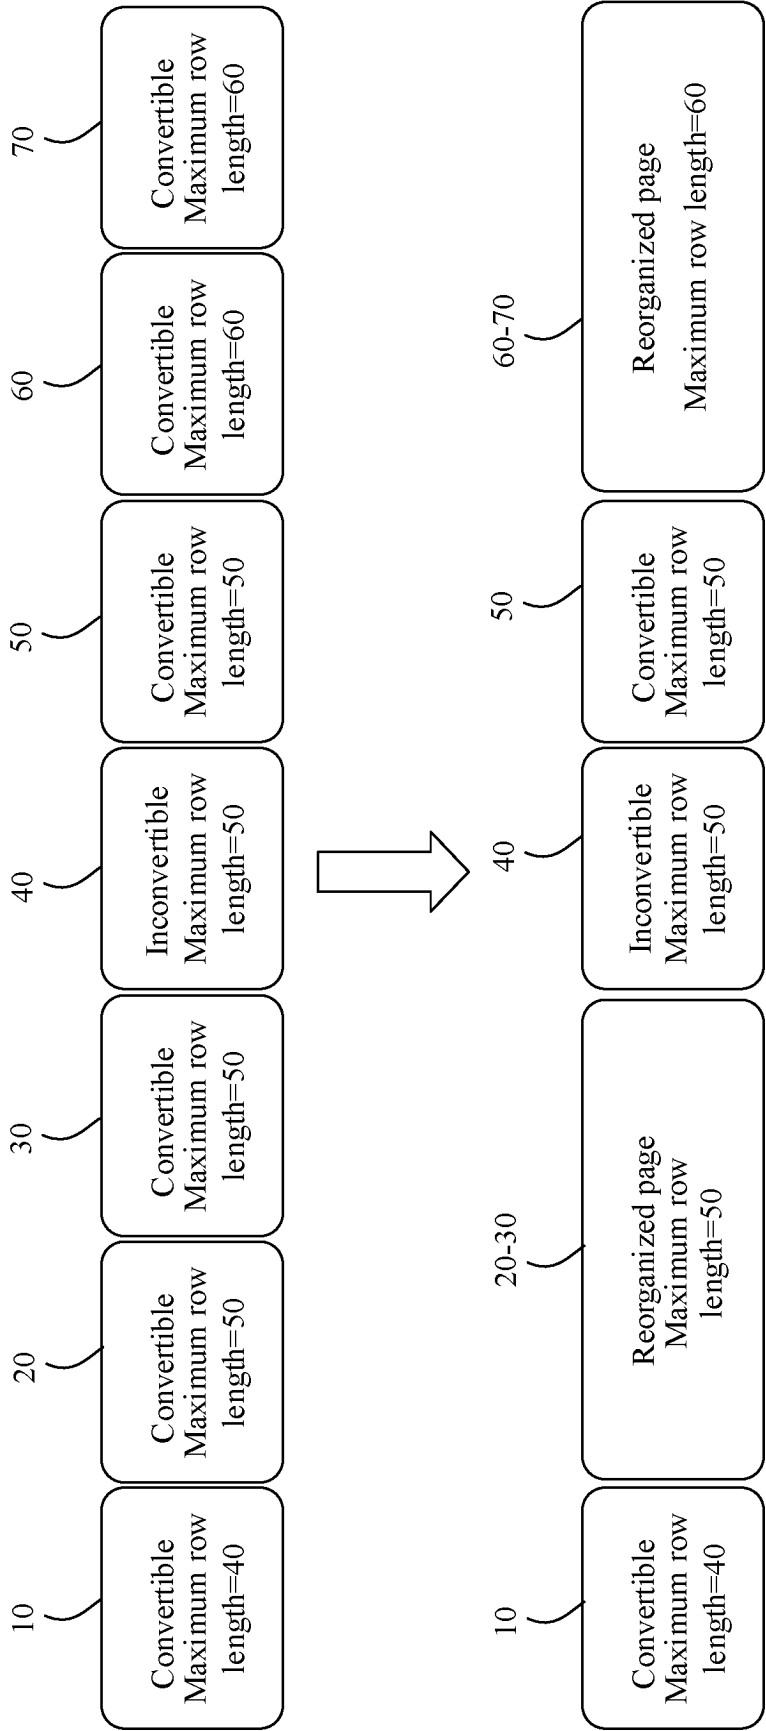 10
20
30
40
50
60
70
Convertible
Maximum row
length=40
Convertible
Maximum row
length=50
Convertible
Maximum row
length=50
Inconvertible
Maximum row
length=50
Convertible
Maximum row
length=50
Convertible
Maximum row
length=60
Convertible
Maximum row
length=60
10
20-30
40
50
60-70
Convertible
Maximum row
length=40
Reorganized page
Maximum row
length=50
Inconvertible
Maximum row
length=50
Convertible
Maximum row
length=50
Reorganized page
Maximum row length=60